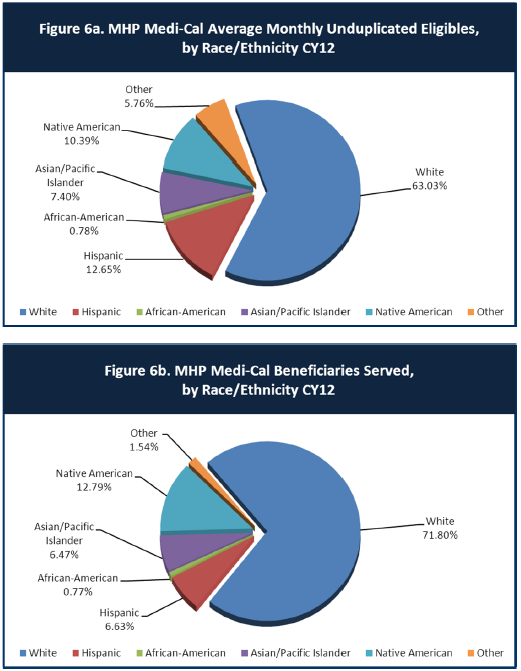 Figure 6a. MHP Medi-Cal Average Monthly Unduplicated Eligibles,
by Race/Ethnicity CY12
Other
5.76%
Native American
10.39%
Asian/Pacific
Islander
7.40%
African-American
0.78%
Hispanic
12.65%
White
63.03%
White Hispanic African-American Asian/Pacific Islander Native American Other
Figure 6b. MHP Medi-Cal Beneficiaries Served,
by Race/Ethnicity CY12
Other
1.54%
Native American
12.79%
Asian/Pacific
Islander
6.47%
African-American
0.77%
Hispanic
6.63%
White
71.80%
White Hispanic African-American Asian/Pacific Islander Native American Other